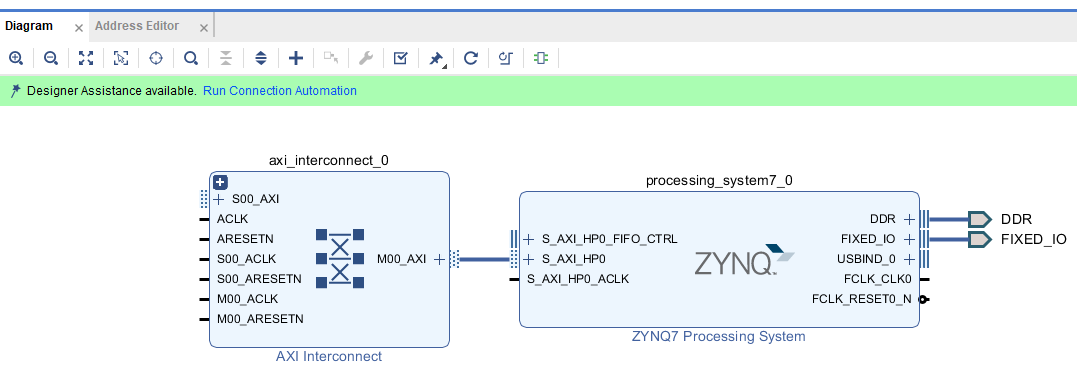 Diagram
Address Editor
Designer Assistance available. Run Connection Automation
axi_interconnect_0
S00_AXI
ACLK
ARESETN
S00_ACLK
S00_ARESETN
M00_ACLK
M00_ARESETN
M00_AXI
AXI Interconnect
processing_system7_0
S_AXI_HP0_FIFO_CTRL
S_AXI_HP0
S_AXI_HP0_ACLK
ZYNQ™
DDR
FIXED_IO
USBIND_0
FCLK_CLK0
FCLK_RESET0_N
ZYNQ7 Processing System
DDR
FIXED_IO